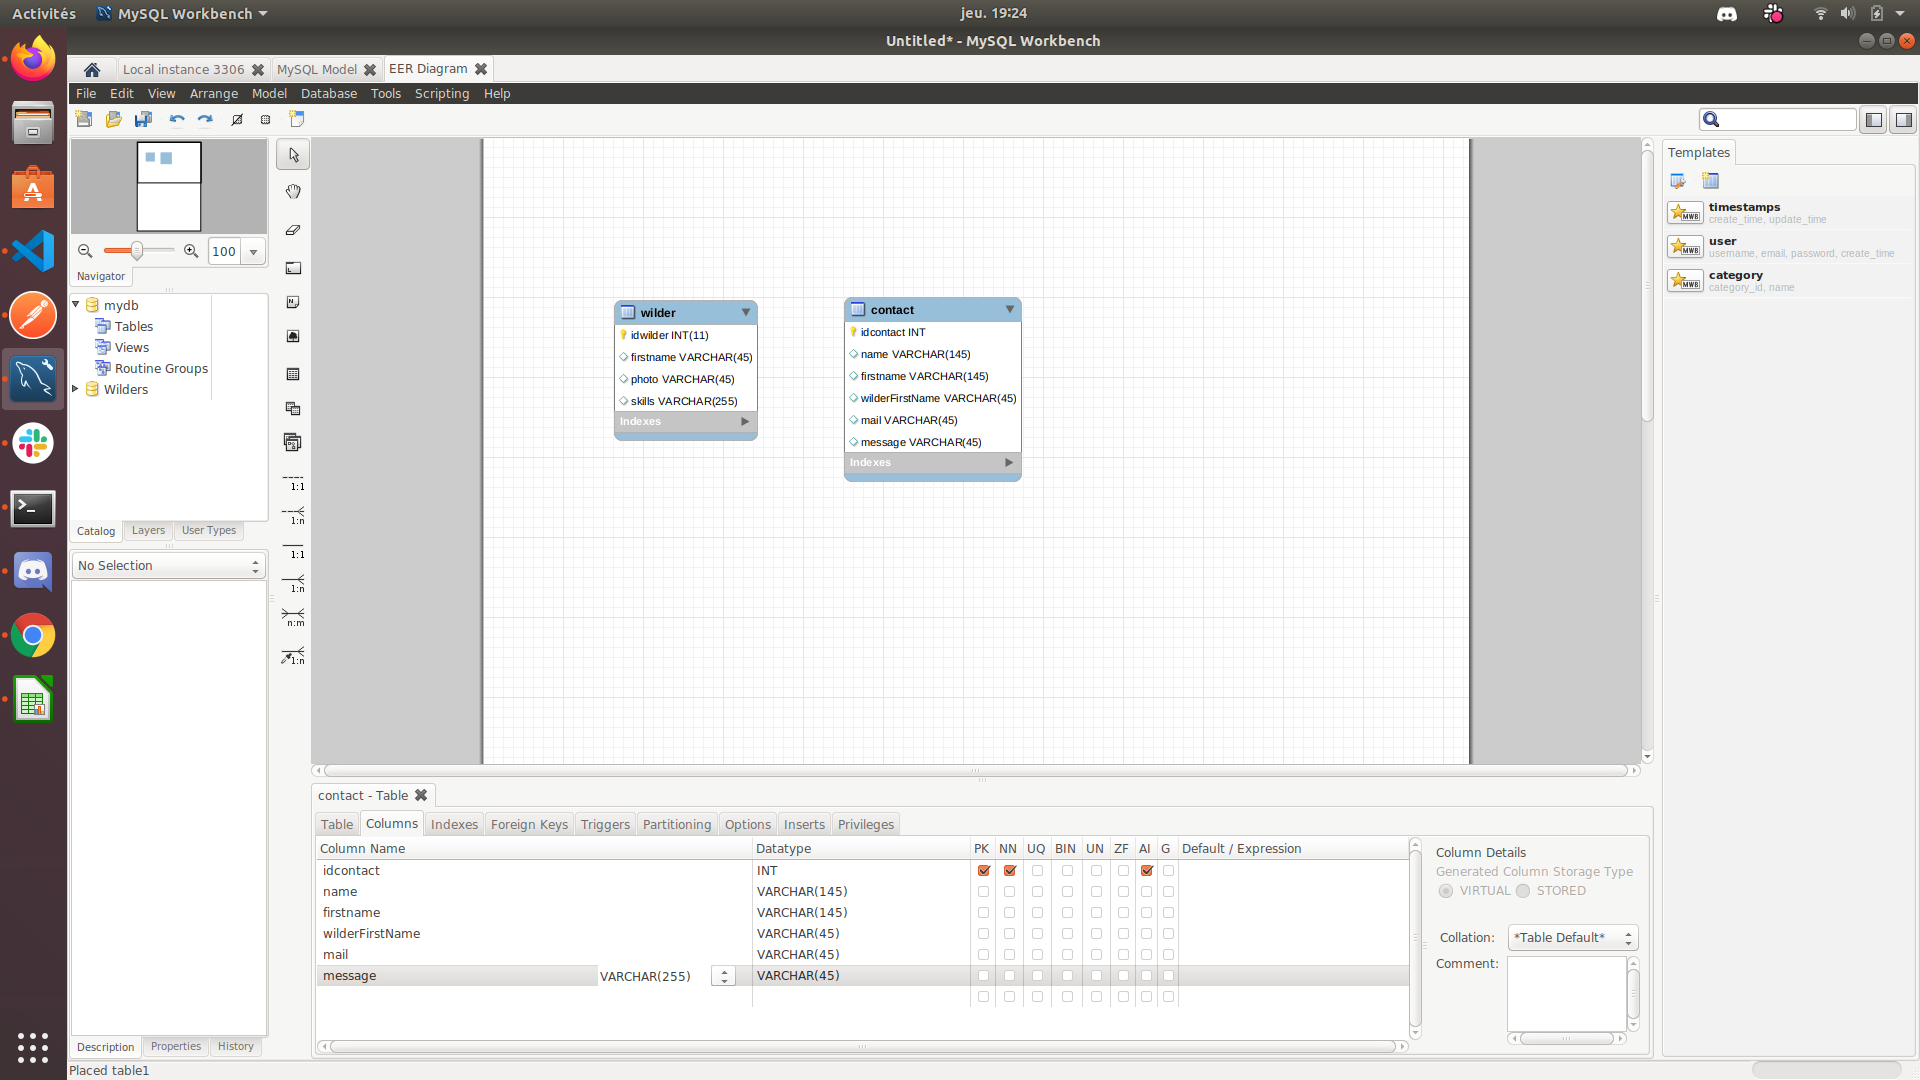 Activités
MySQL Workbench
jeu. 19:24
Untitled* - MySQL Workbench
Local instance 3306
MySQL Model
EER Diagram
File Edit View Arrange Model Database Tools Scripting Help
100
Navigator
mydb
Tables
Views
Routine Groups
Wilders
Catalog
Layers
User Types
No Selection
Description
Properties
History
1:1
1:n
1:1
1:n
n:m
1:n
wilder
idwilder INT(11)
firstname VARCHAR(45)
photo VARCHAR(45)
skills VARCHAR(255)
Indexes
contact
idcontact INT
name VARCHAR(145)
firstname VARCHAR(145)
wilderFirstName VARCHAR(45)
mail VARCHAR(45)
message VARCHAR(45)
Indexes
Templates
MWB
timestamps
create_time, update_time
MWB
user
username, email, password, create_time
MWB
category
category_id, name
contact - Table
Table Columns Indexes Foreign Keys Triggers Partitioning Options Inserts Privileges
Column Name Datatype PK NN UQ BIN UN ZF AI G Default / Expression
idcontact INT
name VARCHAR(145)
firstname VARCHAR(145)
wilderFirstName VARCHAR(45)
mail VARCHAR(45)
message VARCHAR(255) VARCHAR(45)
Column Details
Generated Column Storage Type
VIRTUAL STORED
Collation: *Table Default*
Comment:
Placed table1